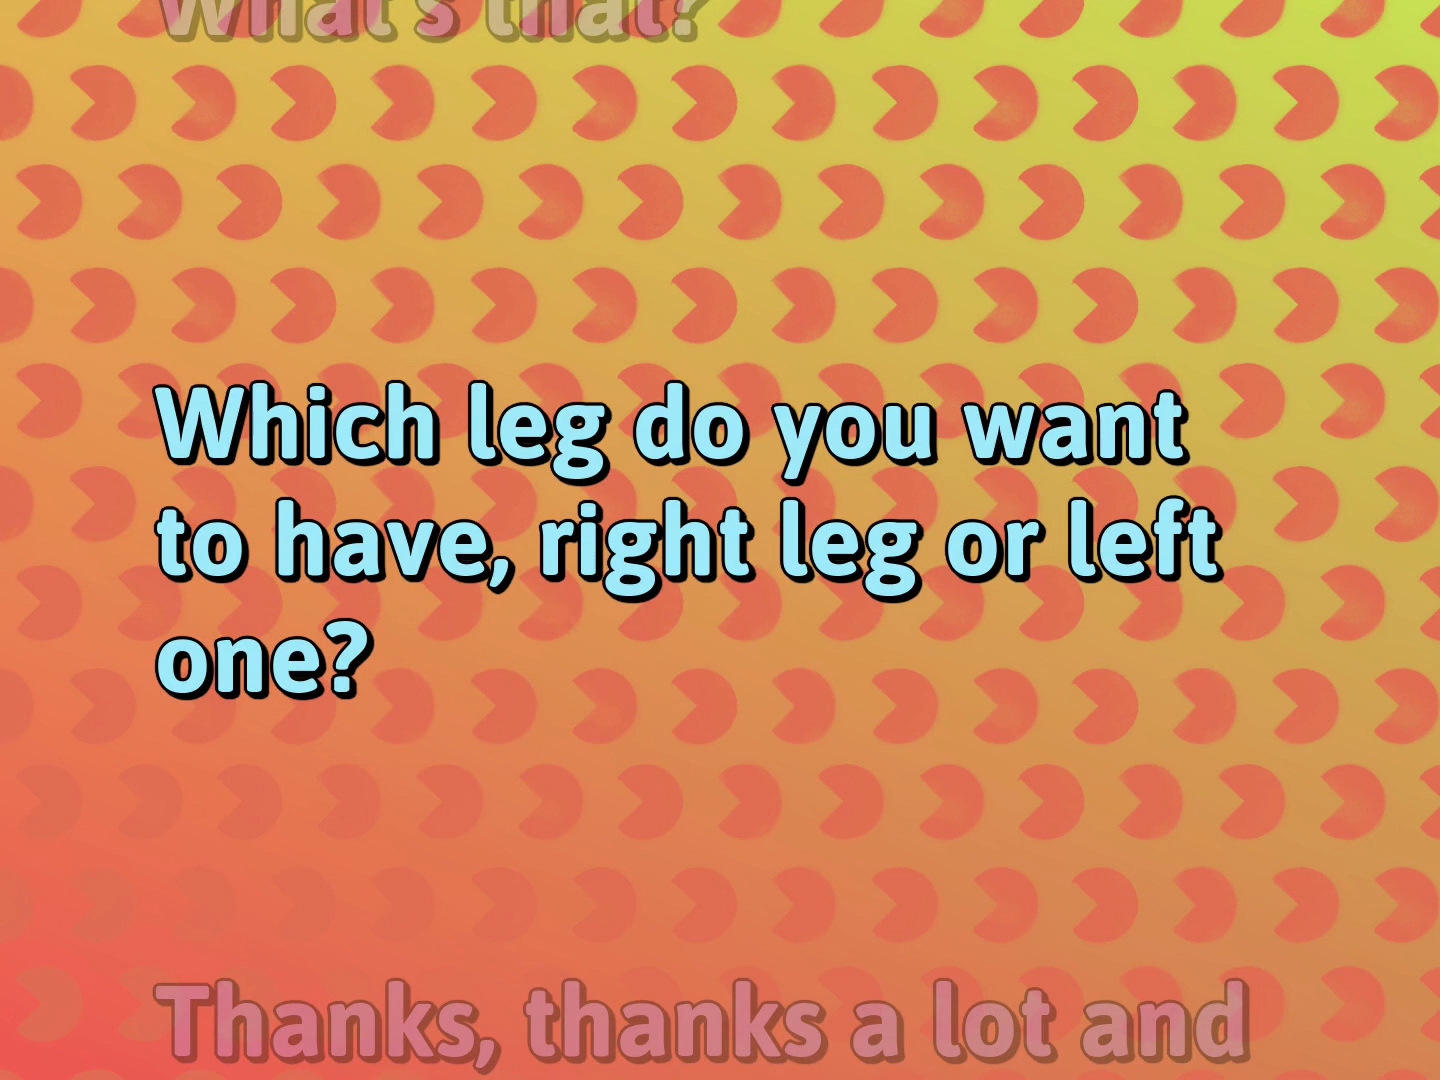 What's that?
Which leg do you want
to have, right leg or left
one?
Thanks, thanks a lot and